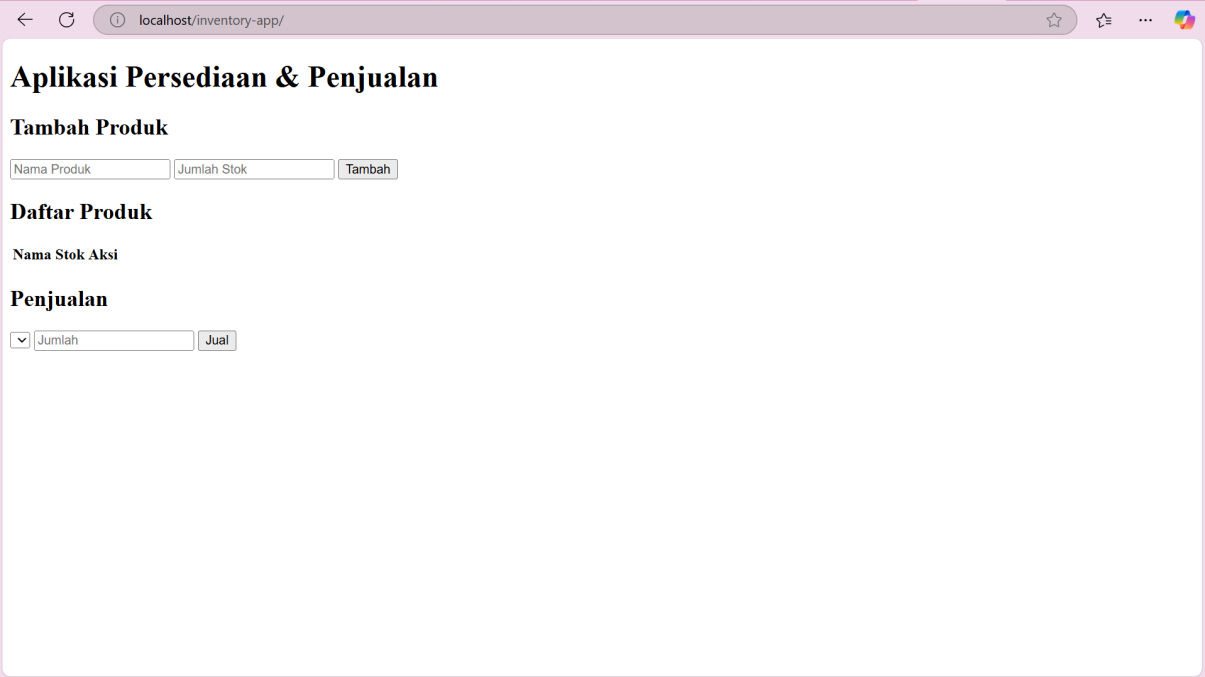 localhost/inventory-app/
Aplikasi Persediaan & Penjualan
Tambah Produk
Nama Produk Jumlah Stok Tambah
Daftar Produk
Nama Stok Aksi
Penjualan
Jumlah Jual